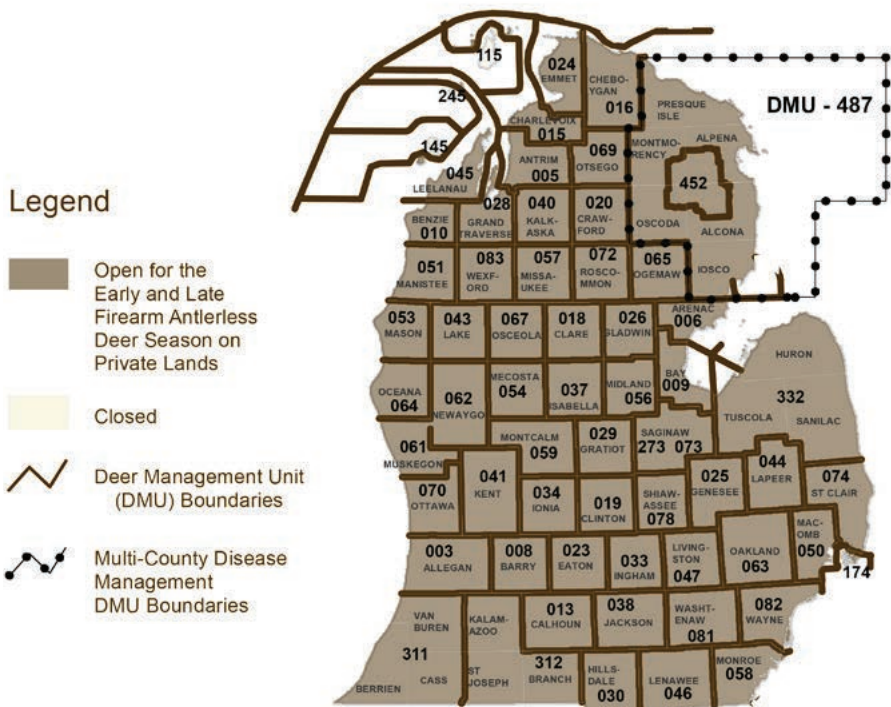 115
024
EMMET
CHEBOY-
YGAN
016
DMU - 487
245
PRESQUE
ISLE
CHARLEVOIX
015
145
045
LEELANAU
ANTRIM
005
069
OTSEGO
MONTMO-
RENCY
ALPENA
452
Legend
BENZIE
010
028
GRAND
TRAVERSE
040
KALK-
ASKA
020
CRAW-
FORD
OSCODA
ALCONA
Open for the
Early and Late
Firearm Antlerless
Deer Season on
Private Lands
051
MANISTEE
083
WEXF-
ORD
057
MISSA-
UKEE
072
ROSCO-
MMON
065
OGEMAW
IOSCO
053
MASON
043
LAKE
067
OSCEOLA
018
CLARE
026
GLADWIN
ARENAC
006
Closed
OCEANA
064
062
NEWAYGO
MECOSTA
054
037
ISABELLA
MIDLAND
056
BAY
009
HURON
332
TUSCOLA
SANILAC
Deer Management Unit
(DMU) Boundaries
061
MUSKEGON
MONTCALM
059
029
GRATIOT
SAGINAW
273 073
070
OTTAWA
041
KENT
034
IONIA
019
CLINTON
SHIAW-
ASSEE
078
025
GENESEE
044
LAPEER
074
ST CLAIR
Multi-County Disease
Management
DMU Boundaries
003
ALLEGAN
008
BARRY
023
EATON
033
INGHAM
LIVING-
STON
047
OAKLAND
063
MAC-
OMB
050
174
VAN
BUREN
KALAM-
AZOO
013
CALHOUN
038
JACKSON
WASHT-
ENAW
081
082
WAYNE
311
BERRIEN
CASS
ST
JOSEPH
312
BRANCH
HILLS-
DALE
030
LENAWEE
046
MONROE
058